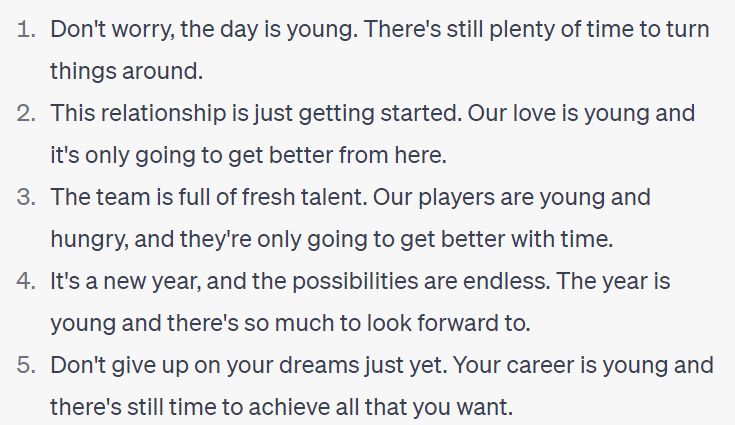 1. Don't worry, the day is young. There's still plenty of time to turn
things around.
2. This relationship is just getting started. Our love is young and
it's only going to get better from here.
3. The team is full of fresh talent. Our players are young and
hungry, and they're only going to get better with time.
4. It's a new year, and the possibilities are endless. The year is
young and there's so much to look forward to.
5. Don't give up on your dreams just yet. Your career is young and
there's still time to achieve all that you want.